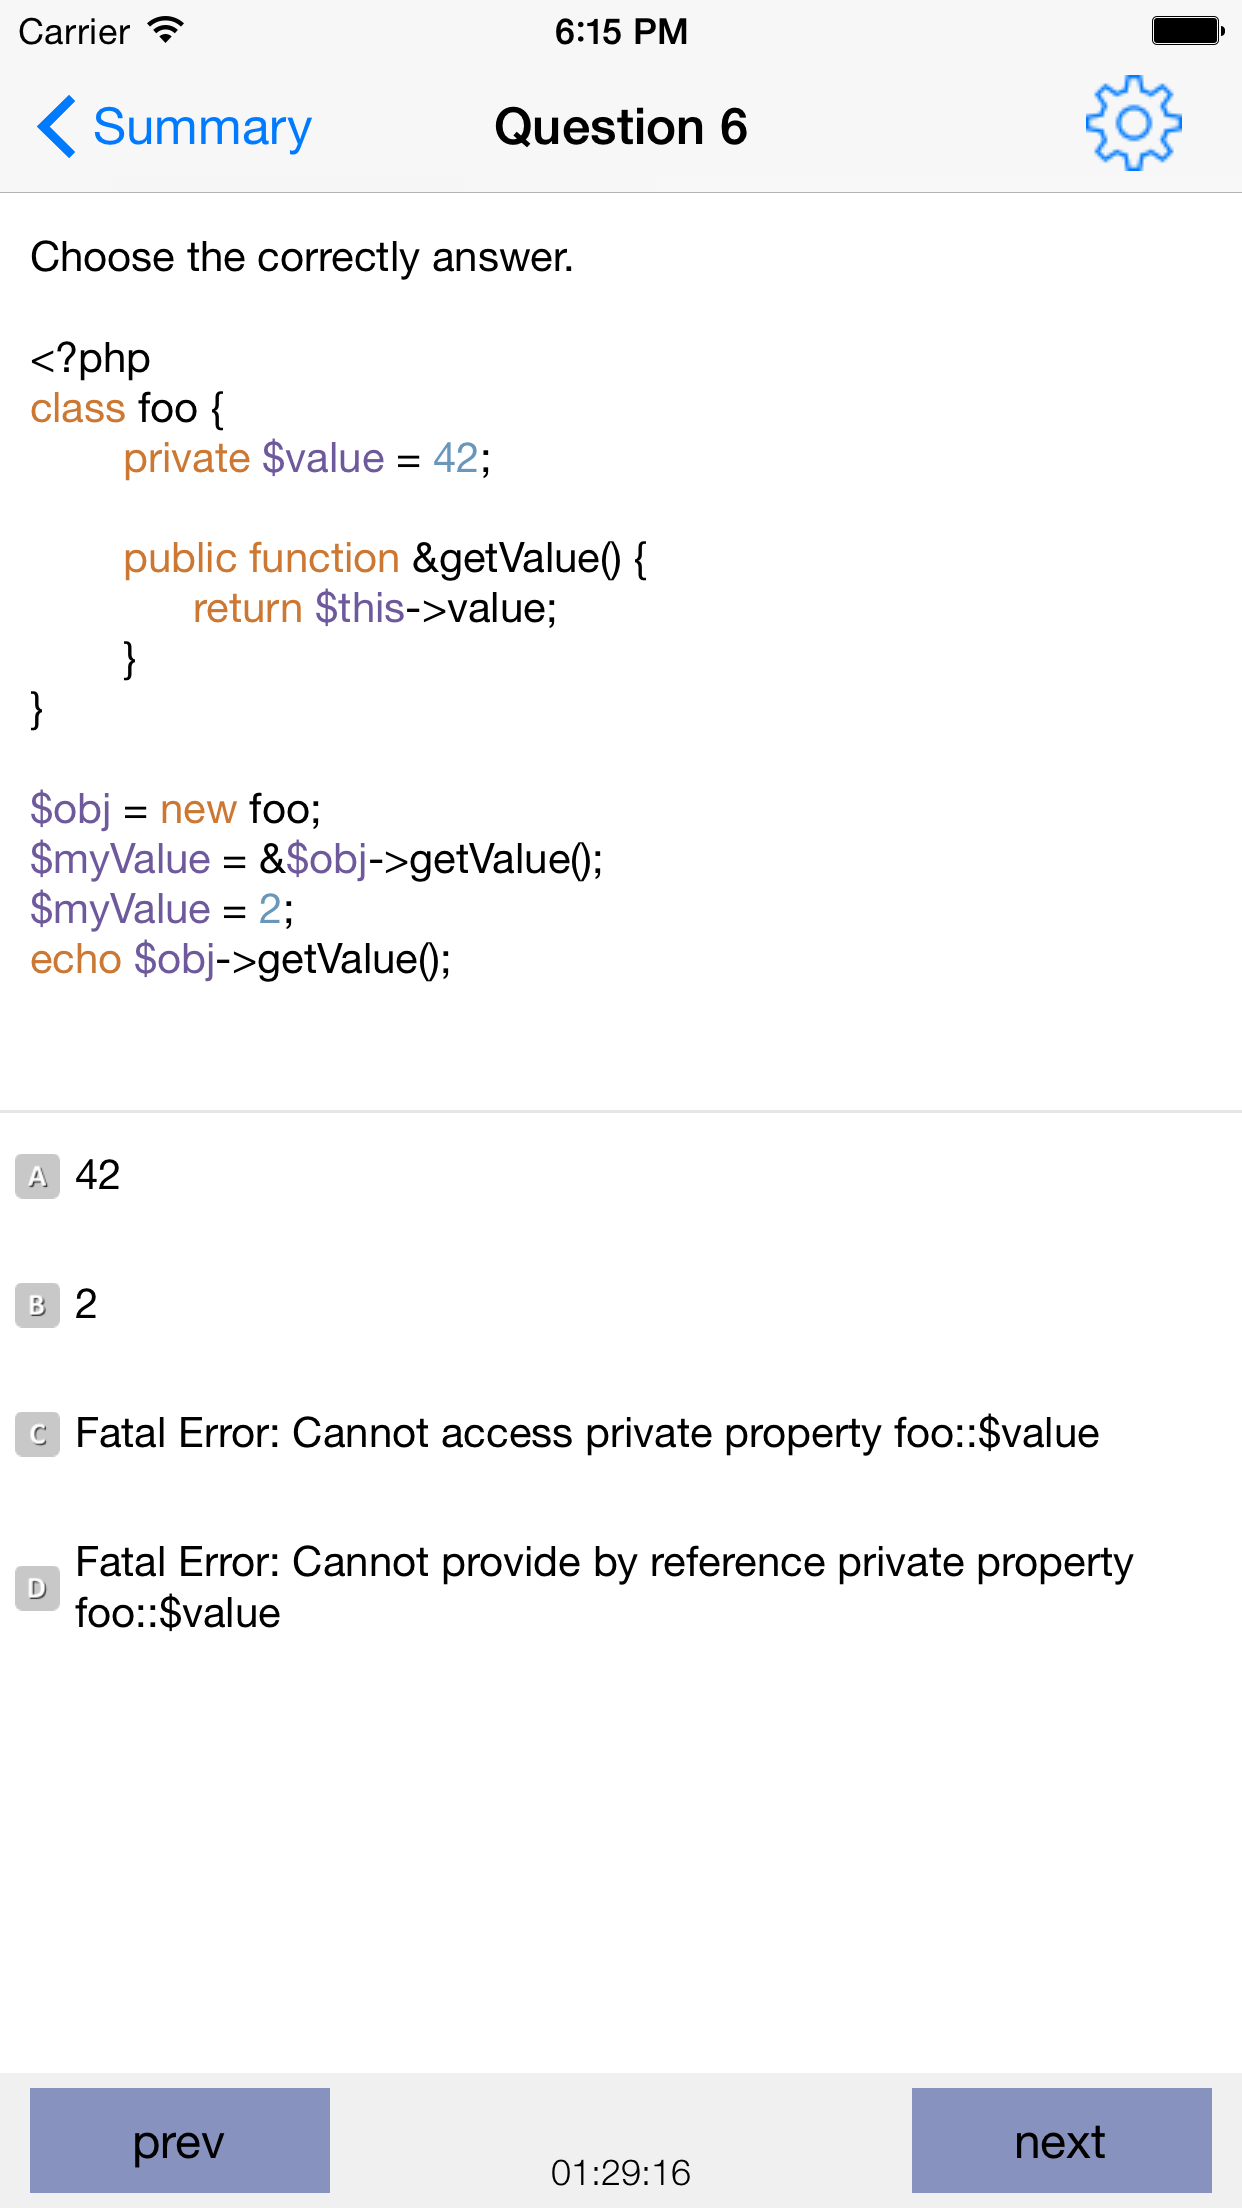 Carrier
6:15 PM
Summary
Question 6
Choose the correctly answer.
<?php
class foo {
private $value = 42;
public function &getValue() {
return $this->value;
}
}
$obj = new foo;
$myValue = &$obj->getValue();
$myValue = 2;
echo $obj->getValue();
A 42
B 2
C Fatal Error: Cannot access private property foo::$value
D Fatal Error: Cannot provide by reference private property
foo::$value
prev
01:29:16
next